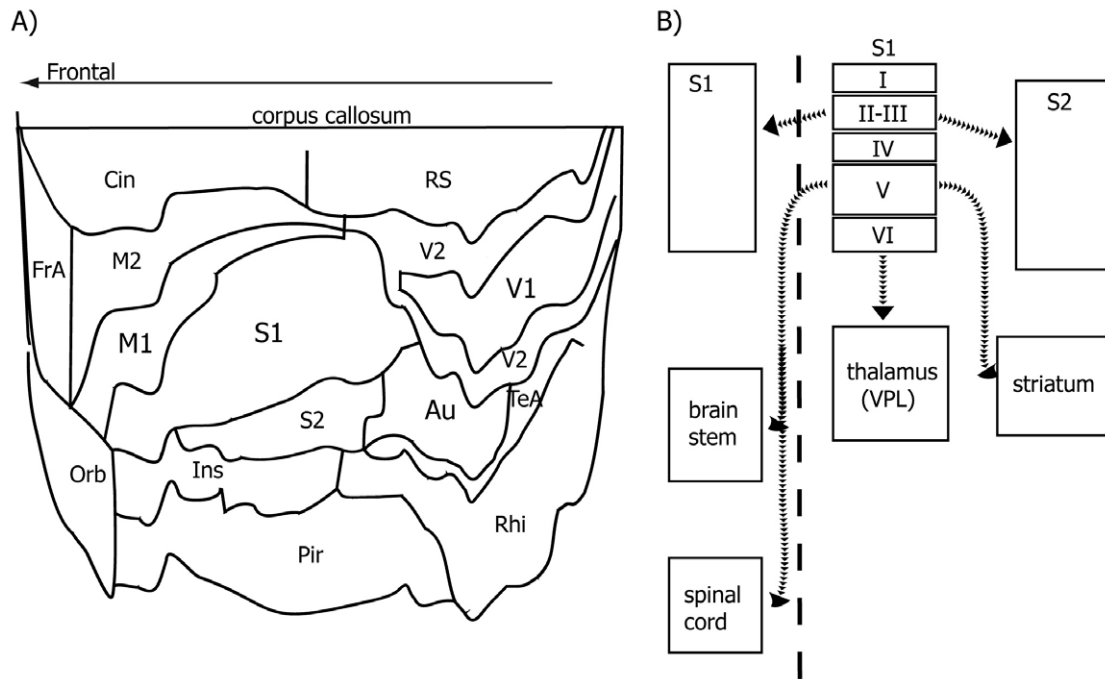 A)
Frontal
corpus callosum
Cin
RS
FrA
M2
V2
V1
M1
S1
V2
S2
Au
TeA
Orb
Ins
Rhi
Pir
B)
S1
S1
I
II-III
IV
V
VI
S2
thalamus
(VPL)
striatum
brain
stem
spinal
cord